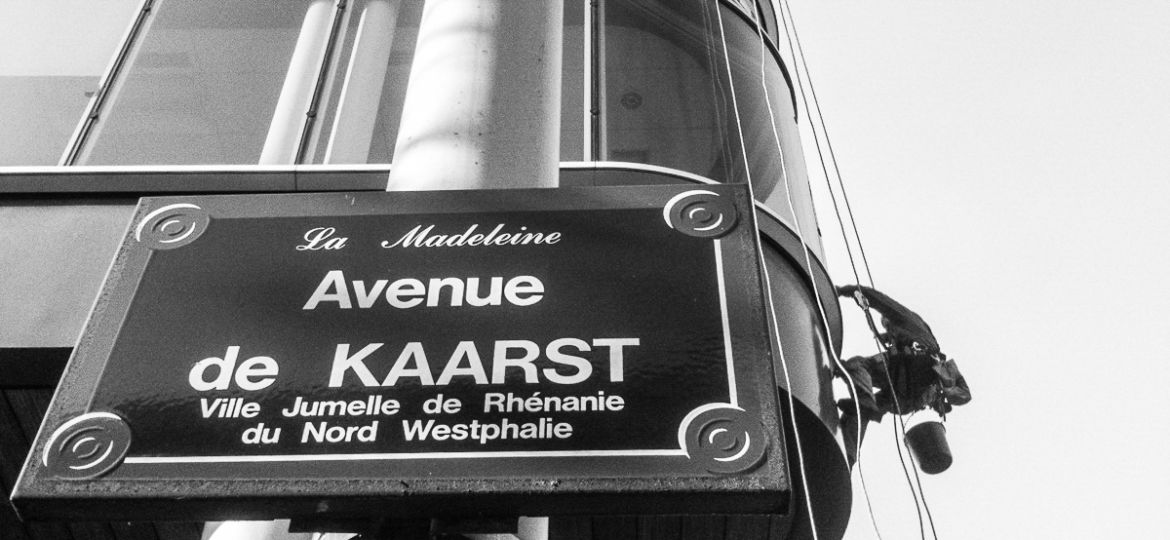 La Madeleine
Avenue
de KAARST
Ville Jumelle de Rhénanie
du Nord Westphalie